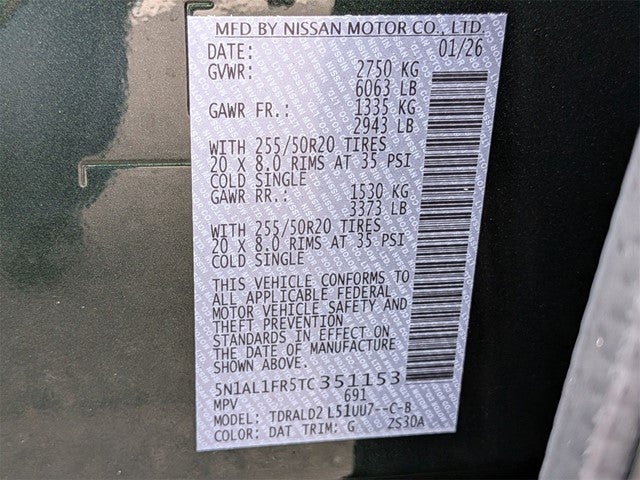 MFD BY NISSAN MOTOR CO., LTD.
DATE: 01/26
GVWR: 2750 KG
6063 LB
GAWR FR.: 1335 KG
2943 LB
WITH 255/50R20 TIRES
20 X 8.0 RIMS AT 35 PSI
COLD SINGLE
GAWR RR.: 1530 KG
3373 LB
WITH 255/50R20 TIRES
20 X 8.0 RIMS AT 35 PSI
COLD SINGLE
THIS VEHICLE CONFORMS TO
ALL APPLICABLE FEDERAL
MOTOR VEHICLE SAFETY AND
THEFT PREVENTION
STANDARDS IN EFFECT ON
THE DATE OF MANUFACTURE
SHOWN ABOVE.
5N1AL1FR5TC351153
MPV 691
MODEL: TDRALD2 L51UU7--C-B
COLOR: DAT TRIM: G 2S30A